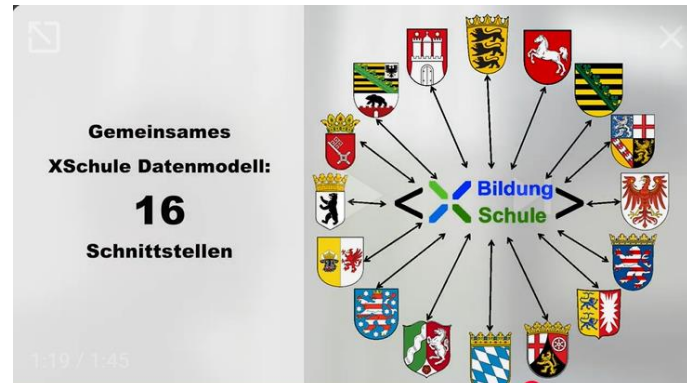 Gemeinsames
XSchule Datenmodell:
16
Schnittstellen
Bildung
Schule
1:19 / 1:45